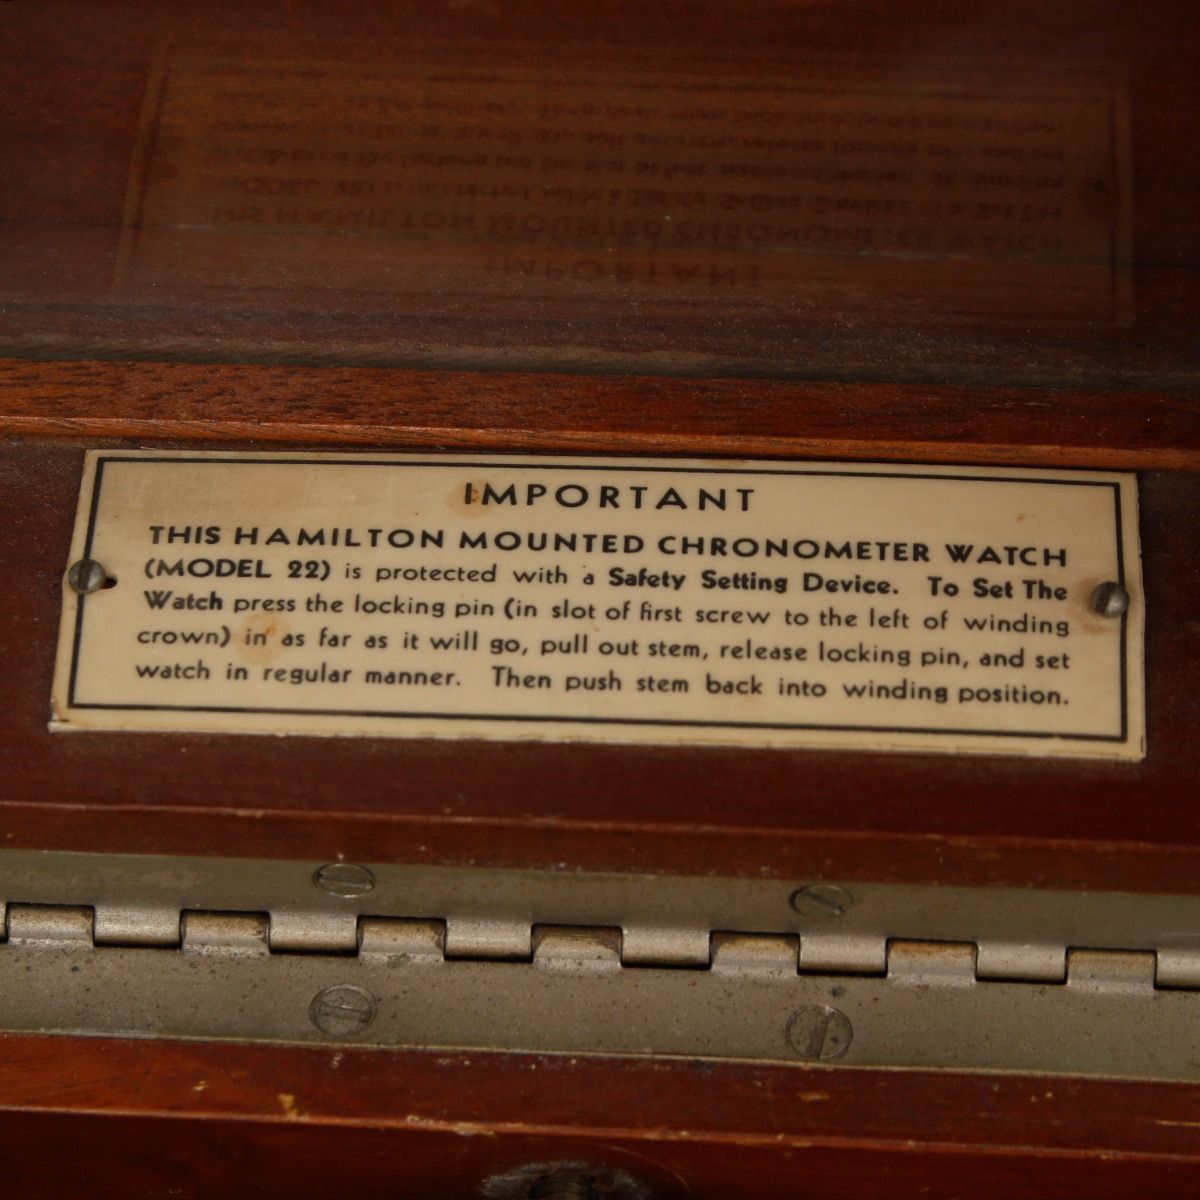 IMPORTANT
THIS HAMILTON MOUNTED CHRONOMETER WATCH
(MODEL 22) is protected with a Safety Setting Device. To Set The
Watch press the locking pin (in slot of first screw to the left of winding
crown) in as far as it will go, pull out stem, release locking pin, and set
watch in regular manner. Then push stem back into winding position.